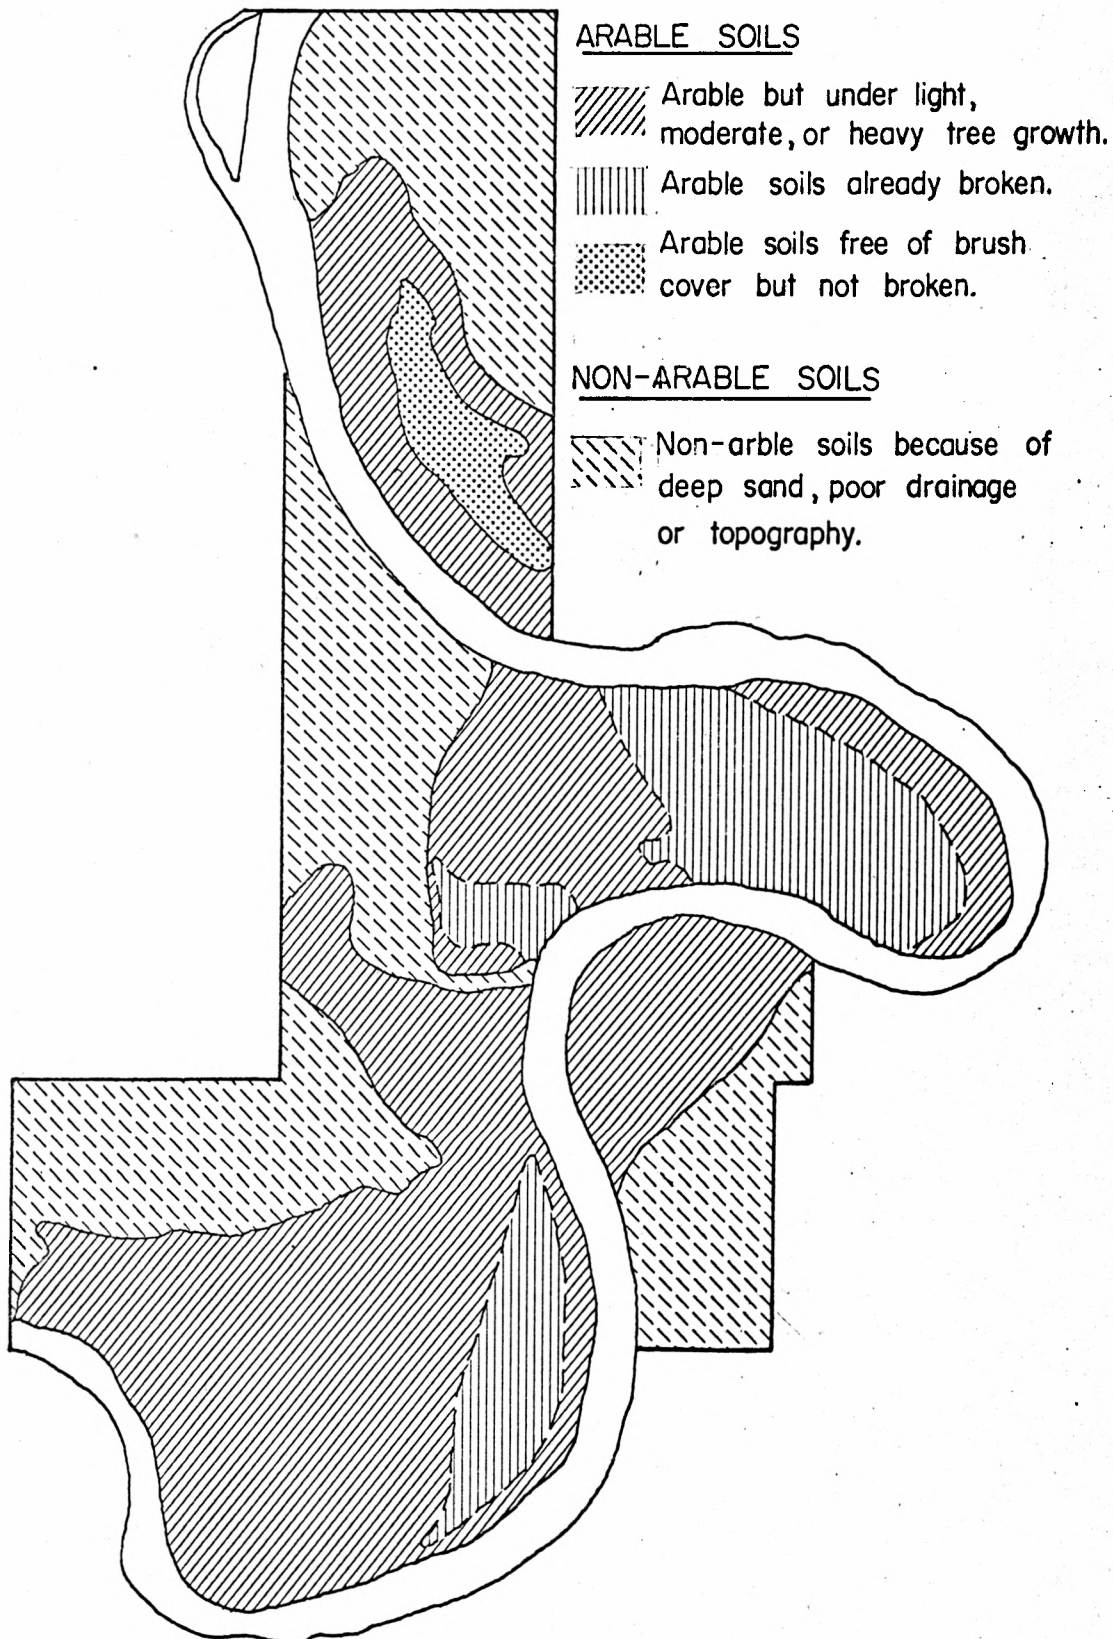 ARABLE SOILS
Arable but under light,
moderate, or heavy tree growth.
Arable soils already broken.
Arable soils free of brush
cover but not broken.
NON-ARABLE SOILS
Non-arble soils because of
deep sand, poor drainage
or topography.